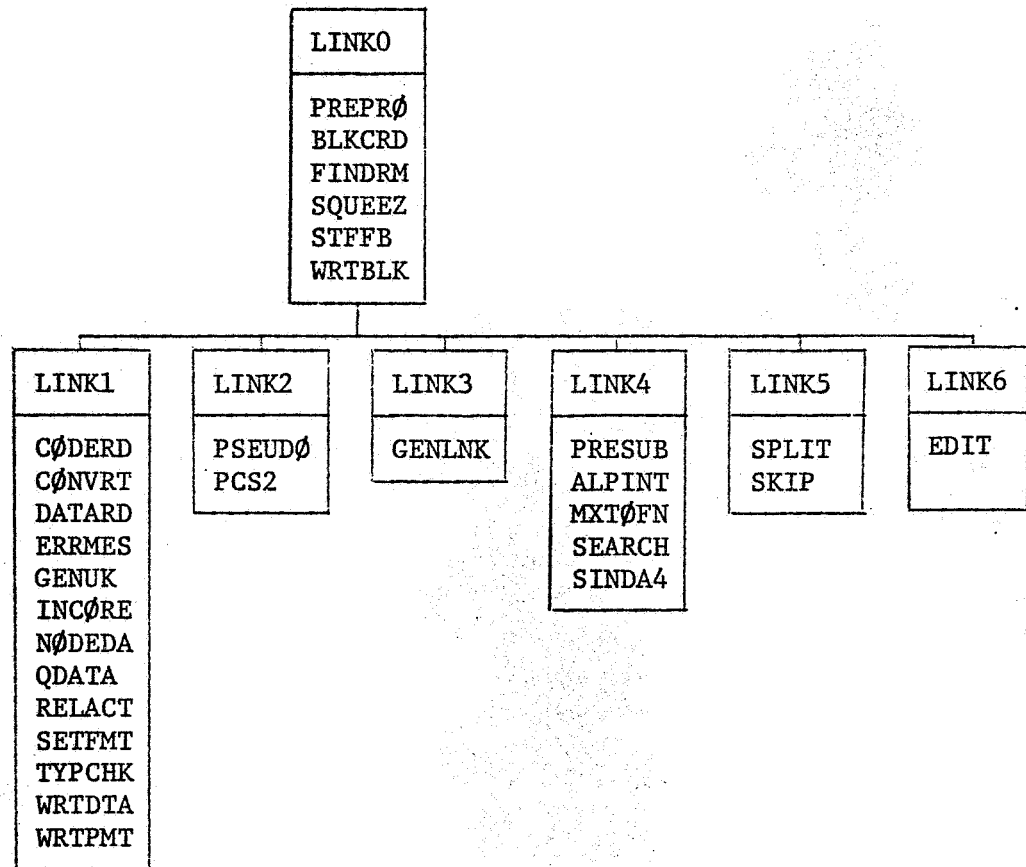 LINK0
PREPRØ
BLKCRD
FINDRM
SQUEEZ
STFFB
WRTBLK
LINK1
CØDERD
CØNVRT
DATARD
ERRMES
GENUK
INCØRE
NØDEDA
QDATA
RELACT
SETFMT
TYPCHK
WRTDTA
WRTPMT
LINK2
PSEUDØ
PCS2
LINK3
GENLNK
LINK4
PRESUB
ALPINT
MXTØFN
SEARCH
SINDA4
LINK5
SPLIT
SKIP
LINK6
EDIT